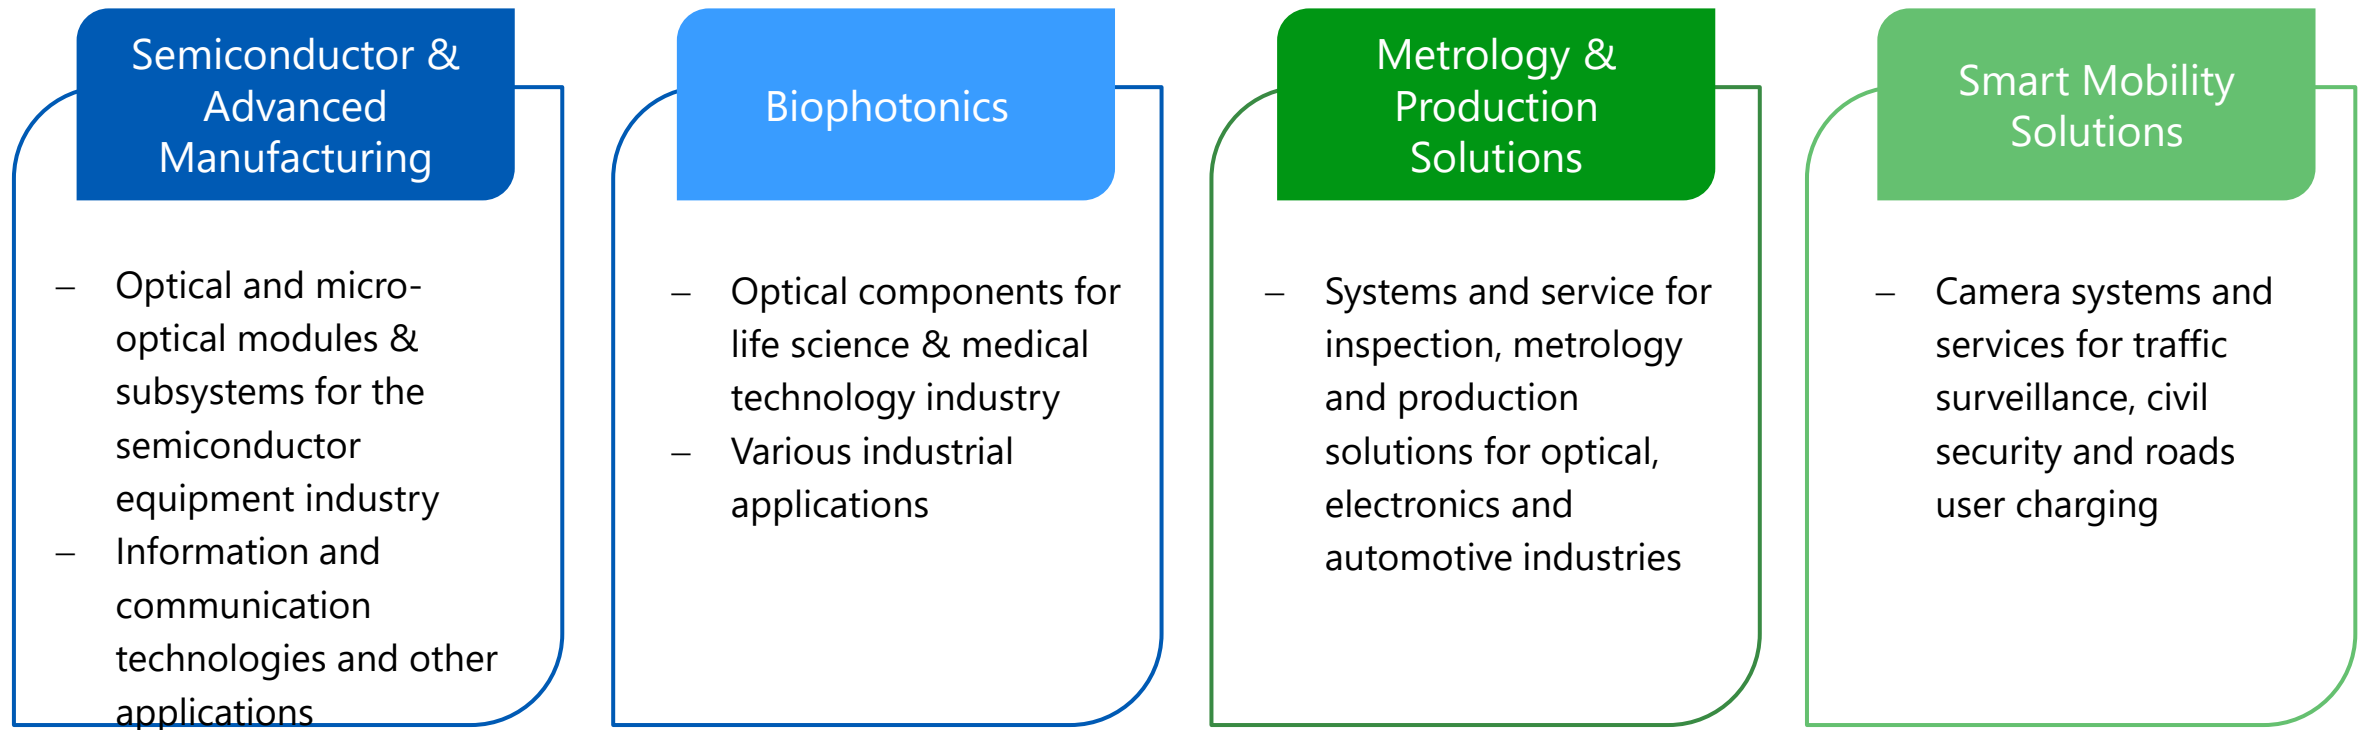 Semiconductor &
Advanced
Manufacturing
– Optical and micro-
optical modules &
subsystems for the
semiconductor
equipment industry
– Information and
communication
technologies and other
applications
Biophotonics
– Optical components for
life science & medical
technology industry
– Various industrial
applications
Metrology &
Production
Solutions
– Systems and service for
inspection, metrology
and production
solutions for optical,
electronics and
automotive industries
Smart Mobility
Solutions
– Camera systems and
services for traffic
surveillance, civil
security and roads
user charging